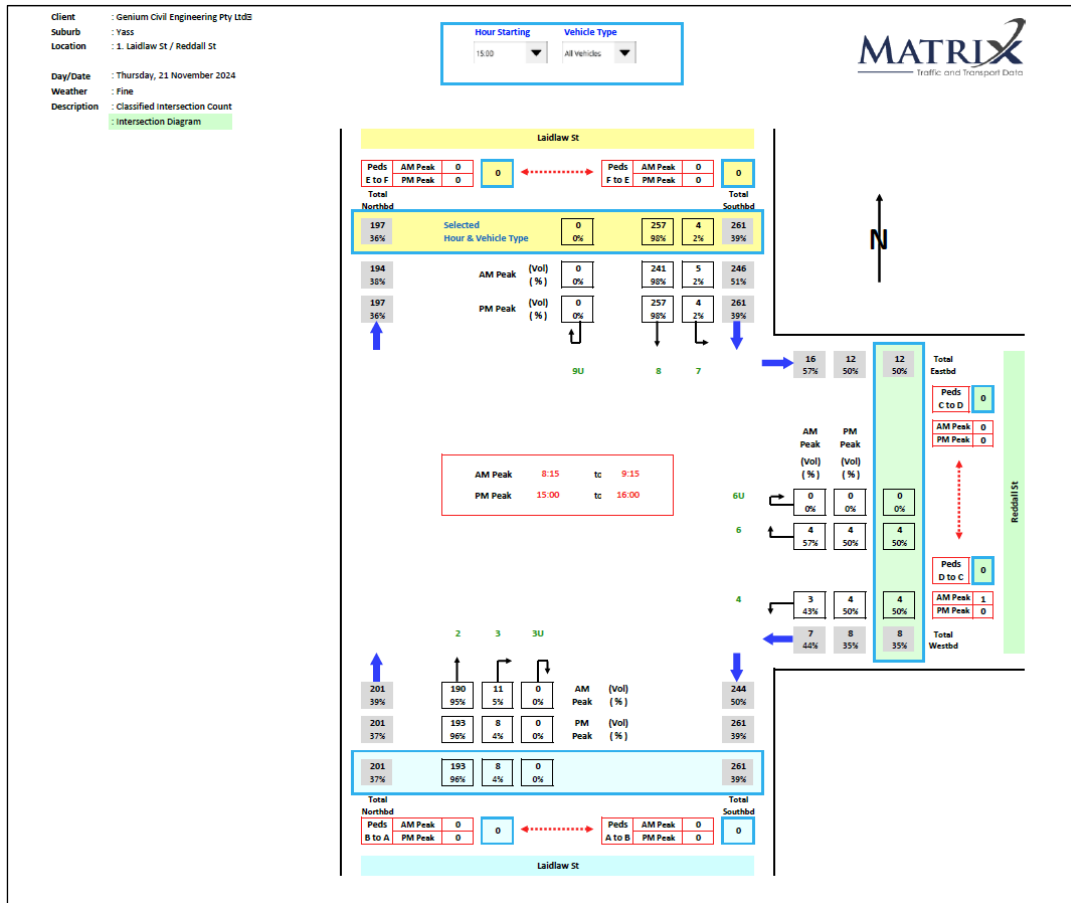 Client : Genium Civil Engineering Pty Ltd
Suburb : Yass
Location : 1. Laidlaw St / Reddall St
Day/Date : Thursday, 21 November 2024
Weather : Fine
Description : Classified Intersection Count
: Intersection Diagram
Hour Starting Vehicle Type
15:00 All Vehicles
MATRIX
Traffic and Transport Data
Laidlaw St
Peds AM Peak 0 0 Peds AM Peak 0 0
E to F PM Peak 0 F to E PM Peak 0
Total Total
Northbd Southbd
197 Selected 0 257 4 261
36% Hour & Vehicle Type 0% 98% 2% 39%
194 AM Peak (Vol) 0 241 5 246
38% (%) 0% 98% 2% 51%
197 PM Peak (Vol) 0 257 4 261
36% (%) 0% 98% 2% 39%
N
9U 8 7
16 12 12 Total
57% 50% 50% Eastbd
Peds 0
C to D
AM Peak 0
PM Peak 0
AM PM
Peak Peak
(Vol) (Vol)
(%) (%)
AM Peak 8:15 tc 9:15
PM Peak 15:00 tc 16:00
6U 0 0 0
0% 0% 0%
6 4 4 4
57% 50% 50%
Reddall St
Peds 0
D to C
AM Peak 1
PM Peak 0
4 3 4 4
43% 50% 50%
7 8 8 Total
44% 35% 35% Westbd
2 3 3U
201 190 11 0 AM (Vol) 244
39% 95% 5% 0% Peak (%) 50%
201 193 8 0 PM (Vol) 261
37% 96% 4% 0% Peak (%) 39%
201 193 8 0 261
37% 96% 4% 0% 39%
Total Total
Northbd Southbd
Peds AM Peak 0 0 Peds AM Peak 0 0
B to A PM Peak 0 A to B PM Peak 0
Laidlaw St